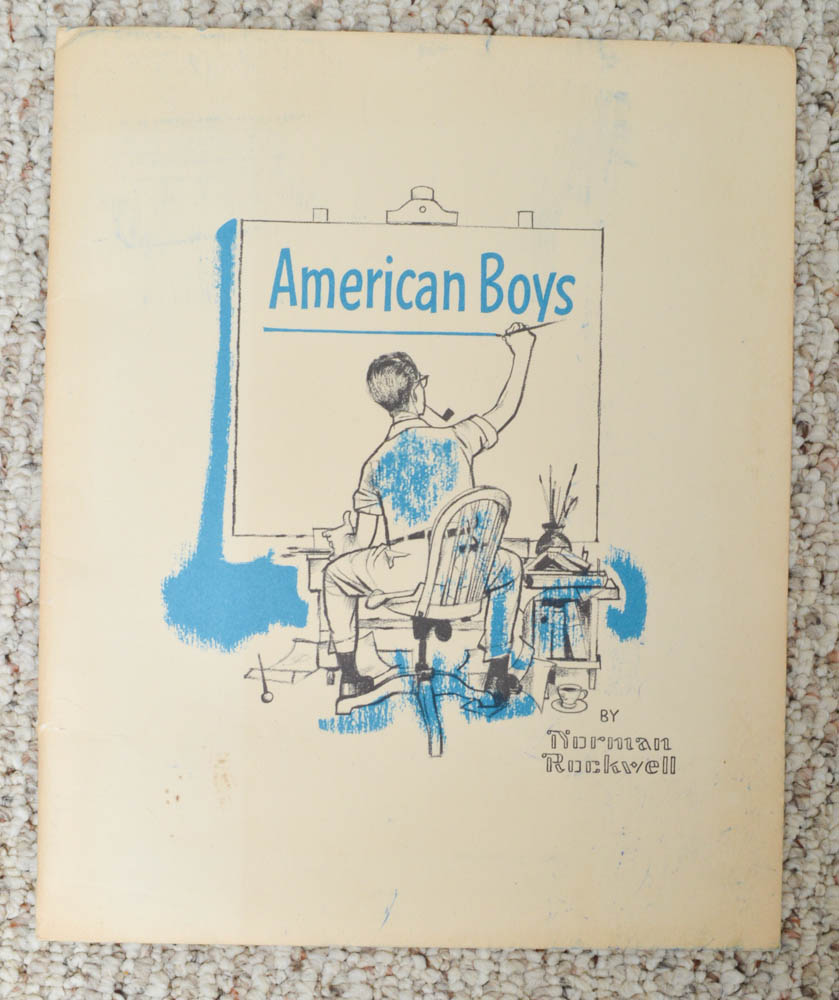 American Boys
BY
Norman
Rockwell